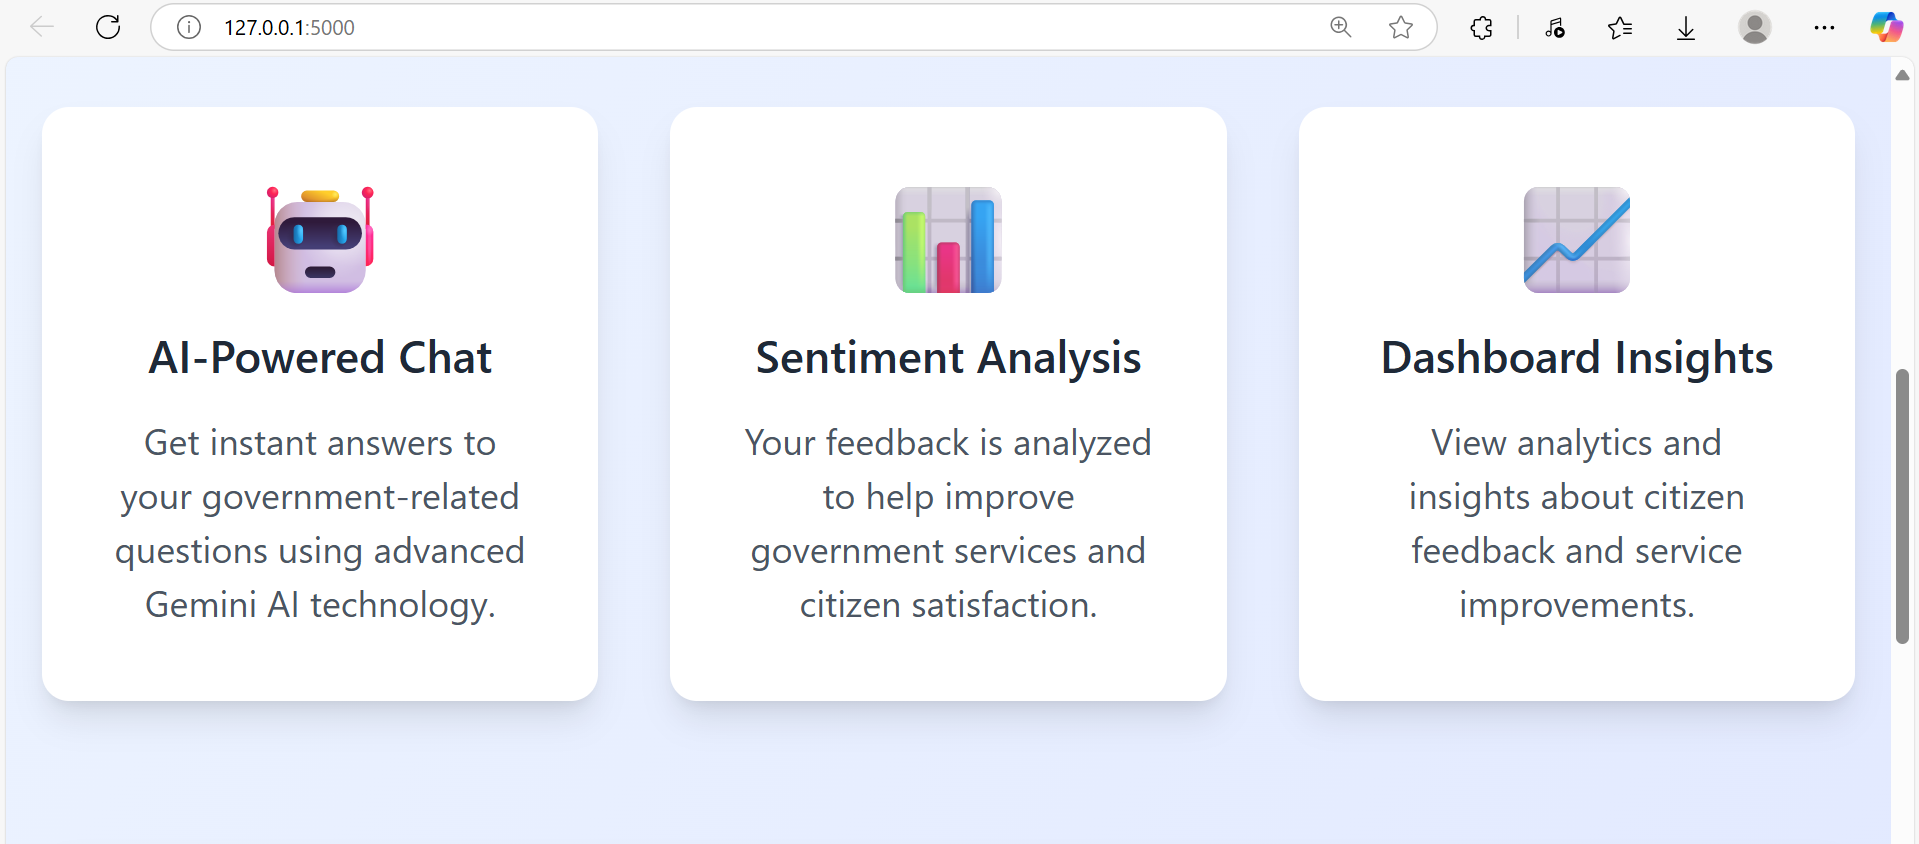 127.0.0.1:5000
AI-Powered Chat
Get instant answers to
your government-related
questions using advanced
Gemini AI technology.
Sentiment Analysis
Your feedback is analyzed
to help improve
government services and
citizen satisfaction.
Dashboard Insights
View analytics and
insights about citizen
feedback and service
improvements.